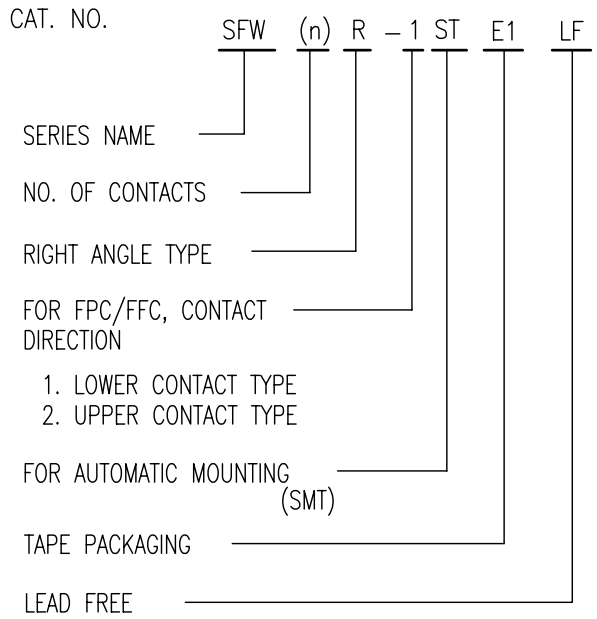 CAT. NO.
SFW (n) R – 1 ST E1 LF
SERIES NAME
NO. OF CONTACTS
RIGHT ANGLE TYPE
FOR FPC/FFC, CONTACT
DIRECTION
1. LOWER CONTACT TYPE
2. UPPER CONTACT TYPE
FOR AUTOMATIC MOUNTING
(SMT)
TAPE PACKAGING
LEAD FREE